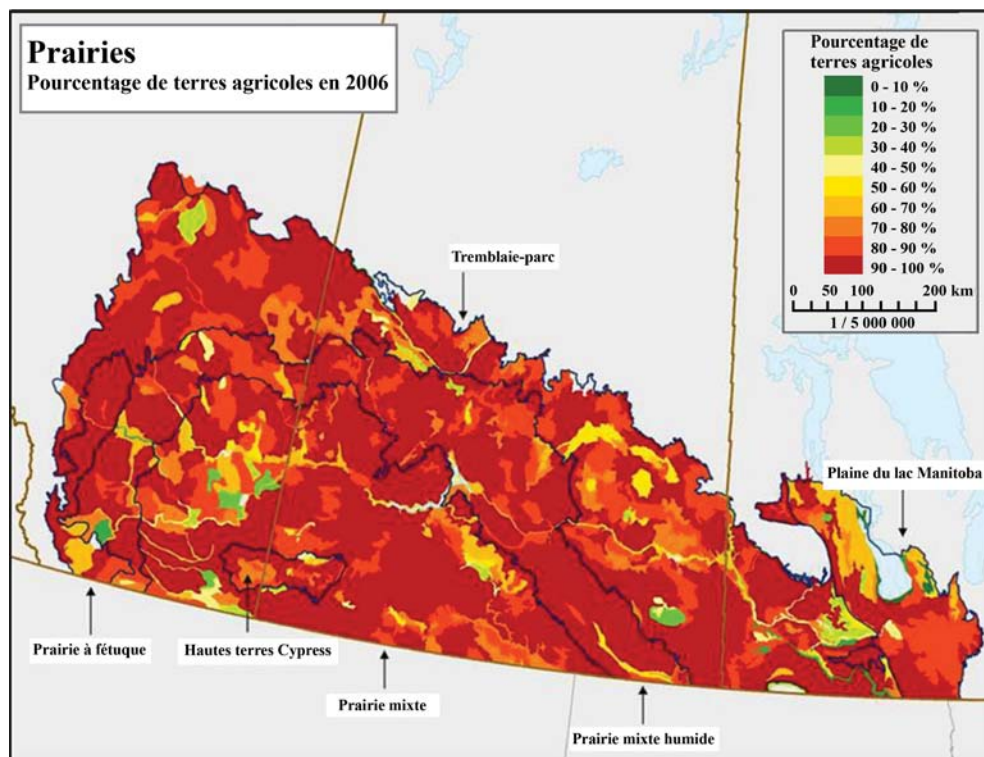 Prairies
Pourcentage de terres agricoles en 2006
Pourcentage de
terres agricoles
0 - 10 %
10 - 20 %
20 - 30 %
30 - 40 %
40 - 50 %
50 - 60 %
60 - 70 %
70 - 80 %
80 - 90 %
90 - 100 %
0 50 100 200 km
1 / 5 000 000
Tremblaie-parc
Plaine du lac Manitoba
Prairie à fétuque
Hautes terres Cypress
Prairie mixte
Prairie mixte humide